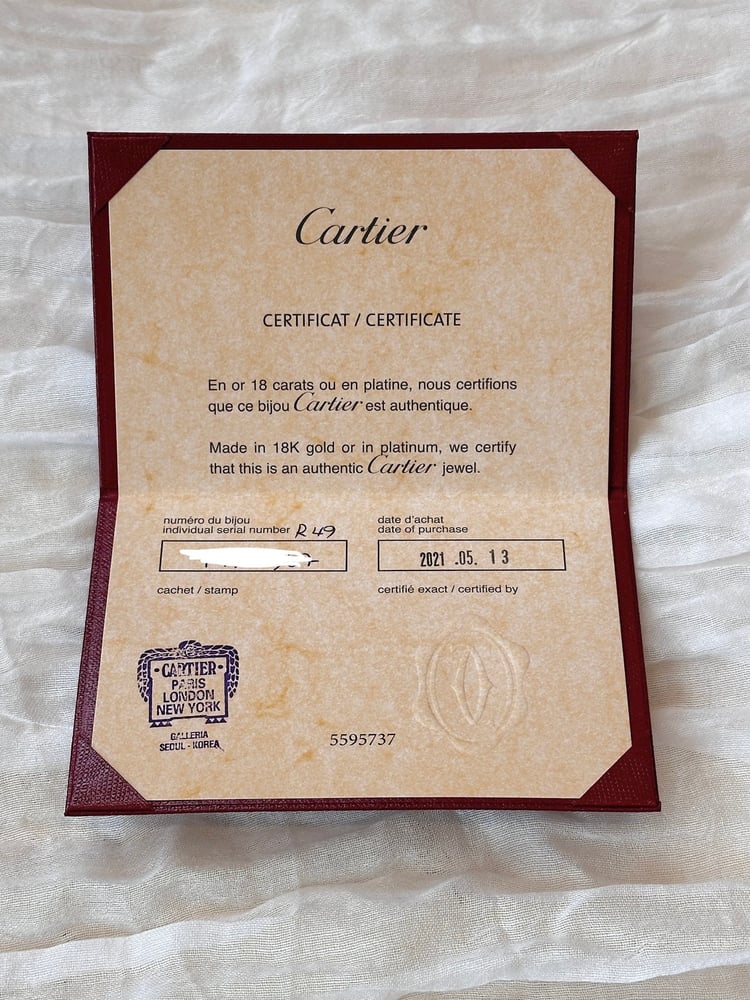 Cartier
CERTIFICAT / CERTIFICATE
En or 18 carats ou en platine, nous certifions
que ce bijou Cartier est authentique.
Made in 18K gold or in platinum, we certify
that this is an authentic Cartier jewel.
numéro du bijou
individual serial number R 49
date d'achat
date of purchase
2021 .05. 13
cachet / stamp
certifié exact / certified by
·CARTIER·
PARIS
LONDON
NEW YORK
GALLERIA
SEOUL - KOREA
5595737